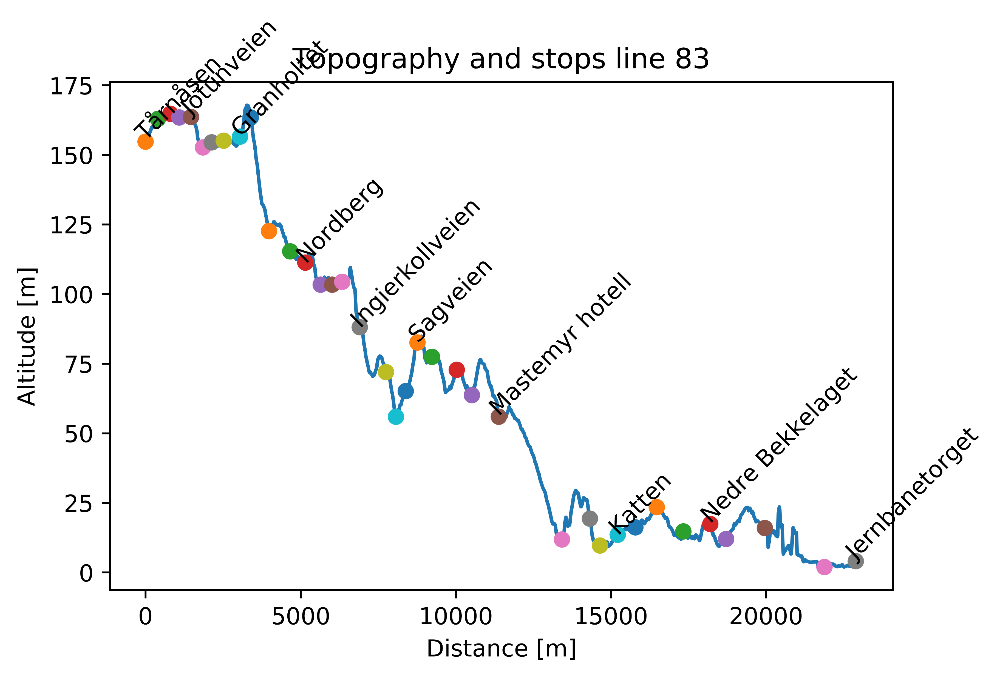 Topography and stops line 83
Altitude [m]
175
150
125
100
75
50
25
0
Tårnåsen
Jotunveien
Granholtet
Nordberg
Ingierkollveien
Sagveien
Mastemyr hotell
Katten
Nedre Bekkelaget
Jernbanetorget
0 5000 10000 15000 20000
Distance [m]